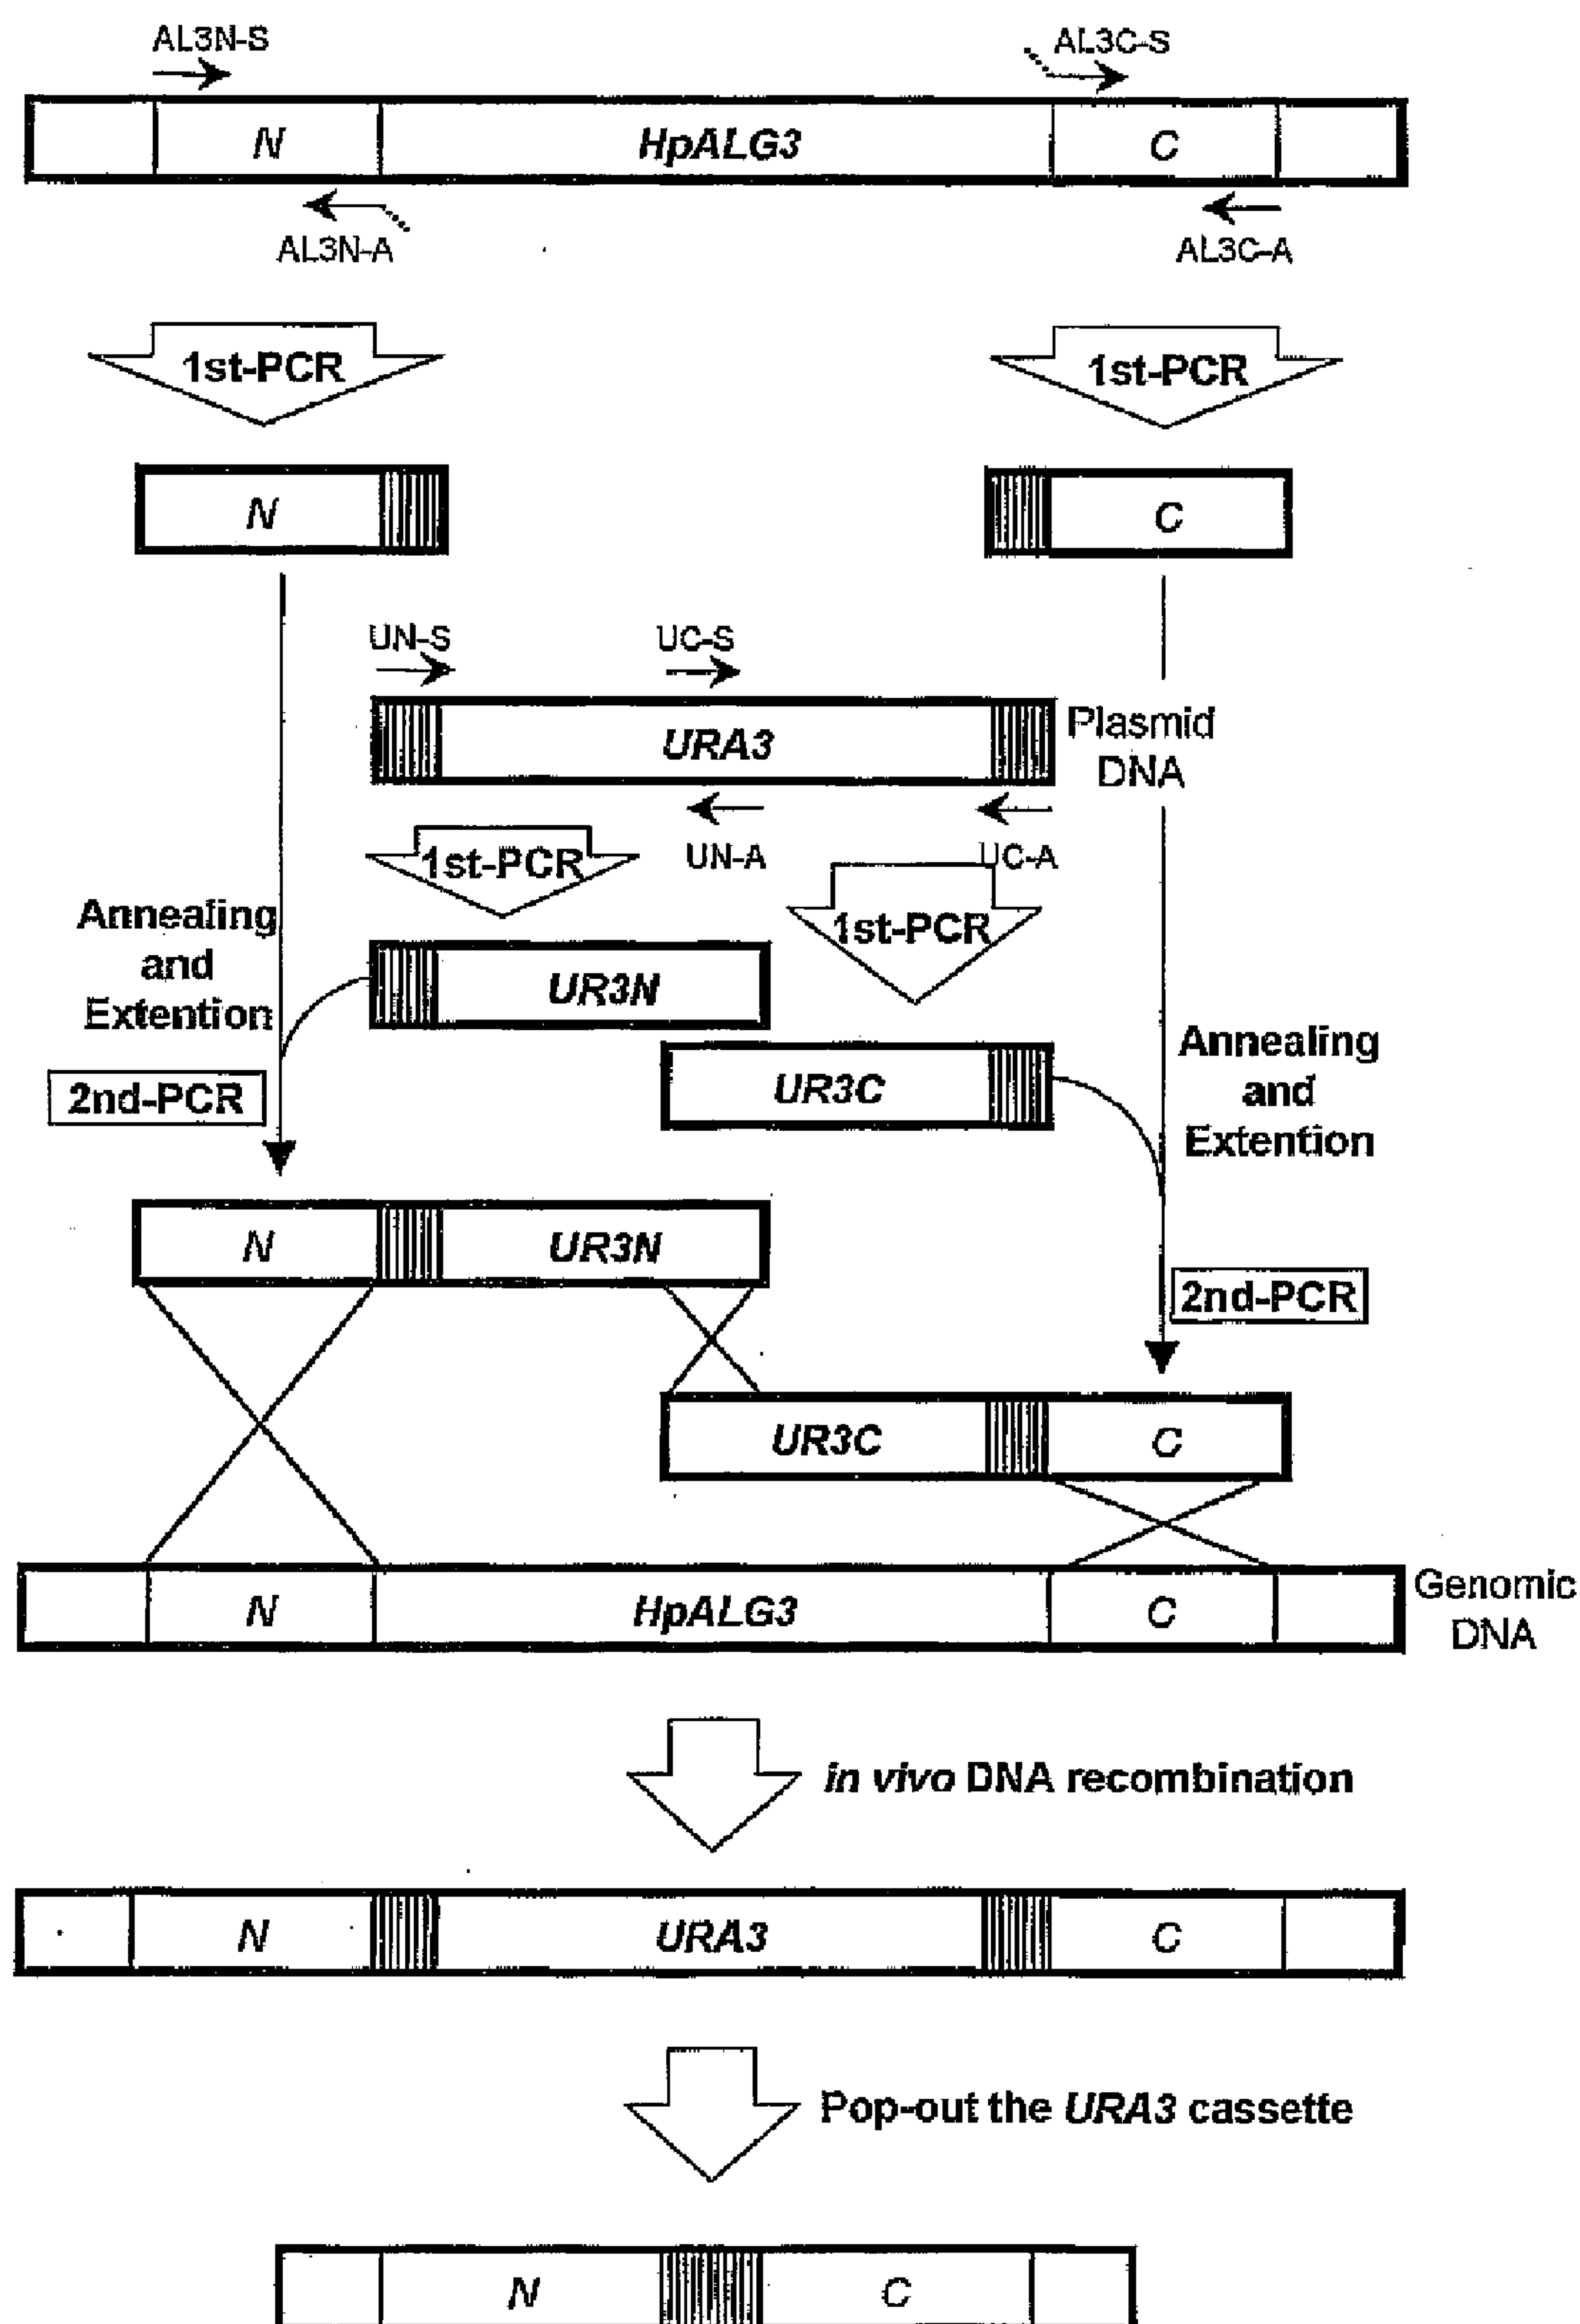 AL3N-S
AL3C-S
N
HpALG3
C
AL3N-A
AL3C-A
1st-PCR
1st-PCR
N
C
UN-S
UC-S
URA3
Plasmid
DNA
UN-A
UC-A
1st-PCR
1st-PCR
Annealing
and
Extention
UR3N
2nd-PCR
UR3C
Annealing
and
Extention
N
UR3N
2nd-PCR
UR3C
C
N
HpALG3
C
Genomic
DNA
in vivo DNA recombination
N
URA3
C
Pop-out the URA3 cassette
N
C